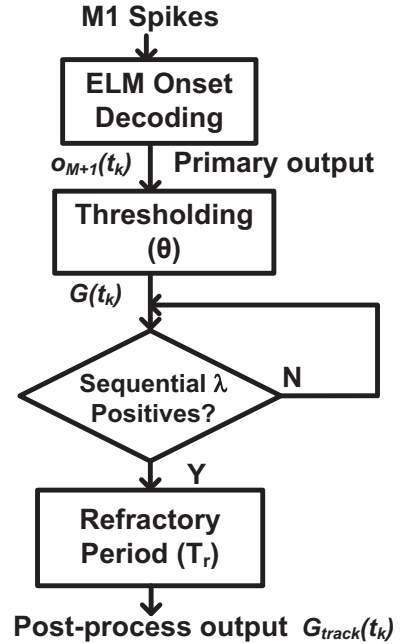 M1 Spikes
ELM Onset
Decoding
o_{M+1}(t_k) Primary output
Thresholding
(θ)
G(t_k)
Sequential λ
Positives?
N
Y
Refractory
Period (T_r)
Post-process output G_{track}(t_k)